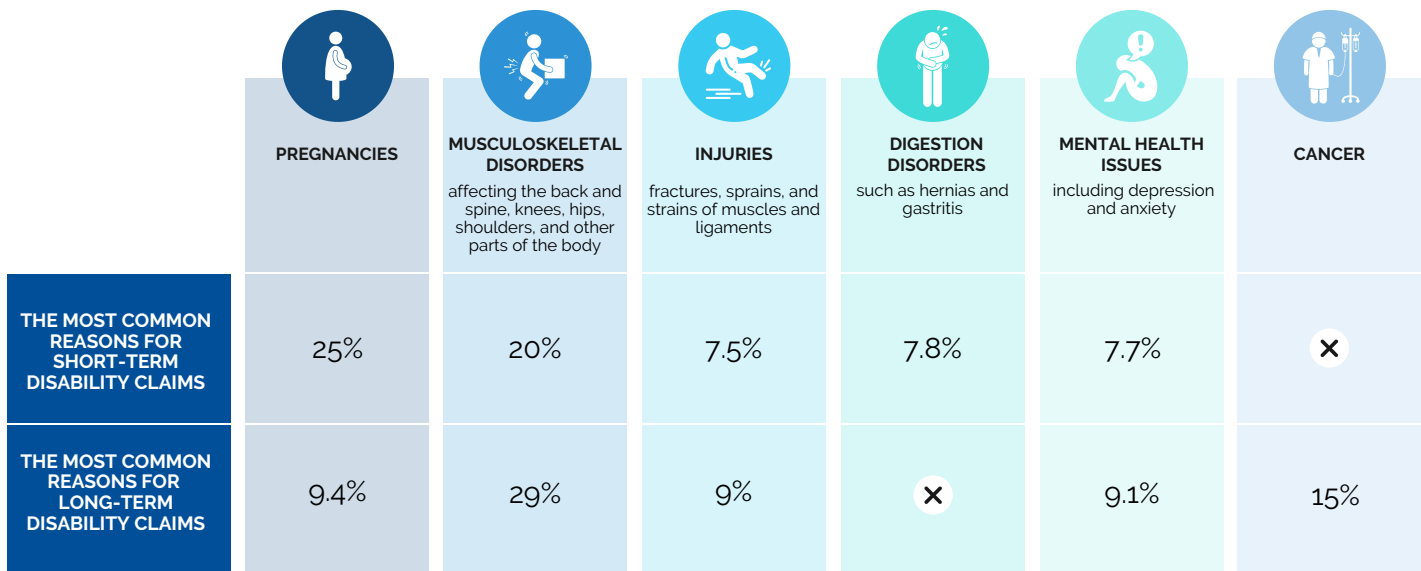 PREGNANCIES
MUSCULOSKELETAL
DISORDERS
affecting the back and
spine, knees, hips,
shoulders, and other
parts of the body
INJURIES
fractures, sprains, and
strains of muscles and
ligaments
DIGESTION
DISORDERS
such as hernias and
gastritis
MENTAL HEALTH
ISSUES
including depression
and anxiety
CANCER
THE MOST COMMON
REASONS FOR
SHORT-TERM
DISABILITY CLAIMS
25%
20%
7.5%
7.8%
7.7%
THE MOST COMMON
REASONS FOR
LONG-TERM
DISABILITY CLAIMS
9.4%
29%
9%
9.1%
15%